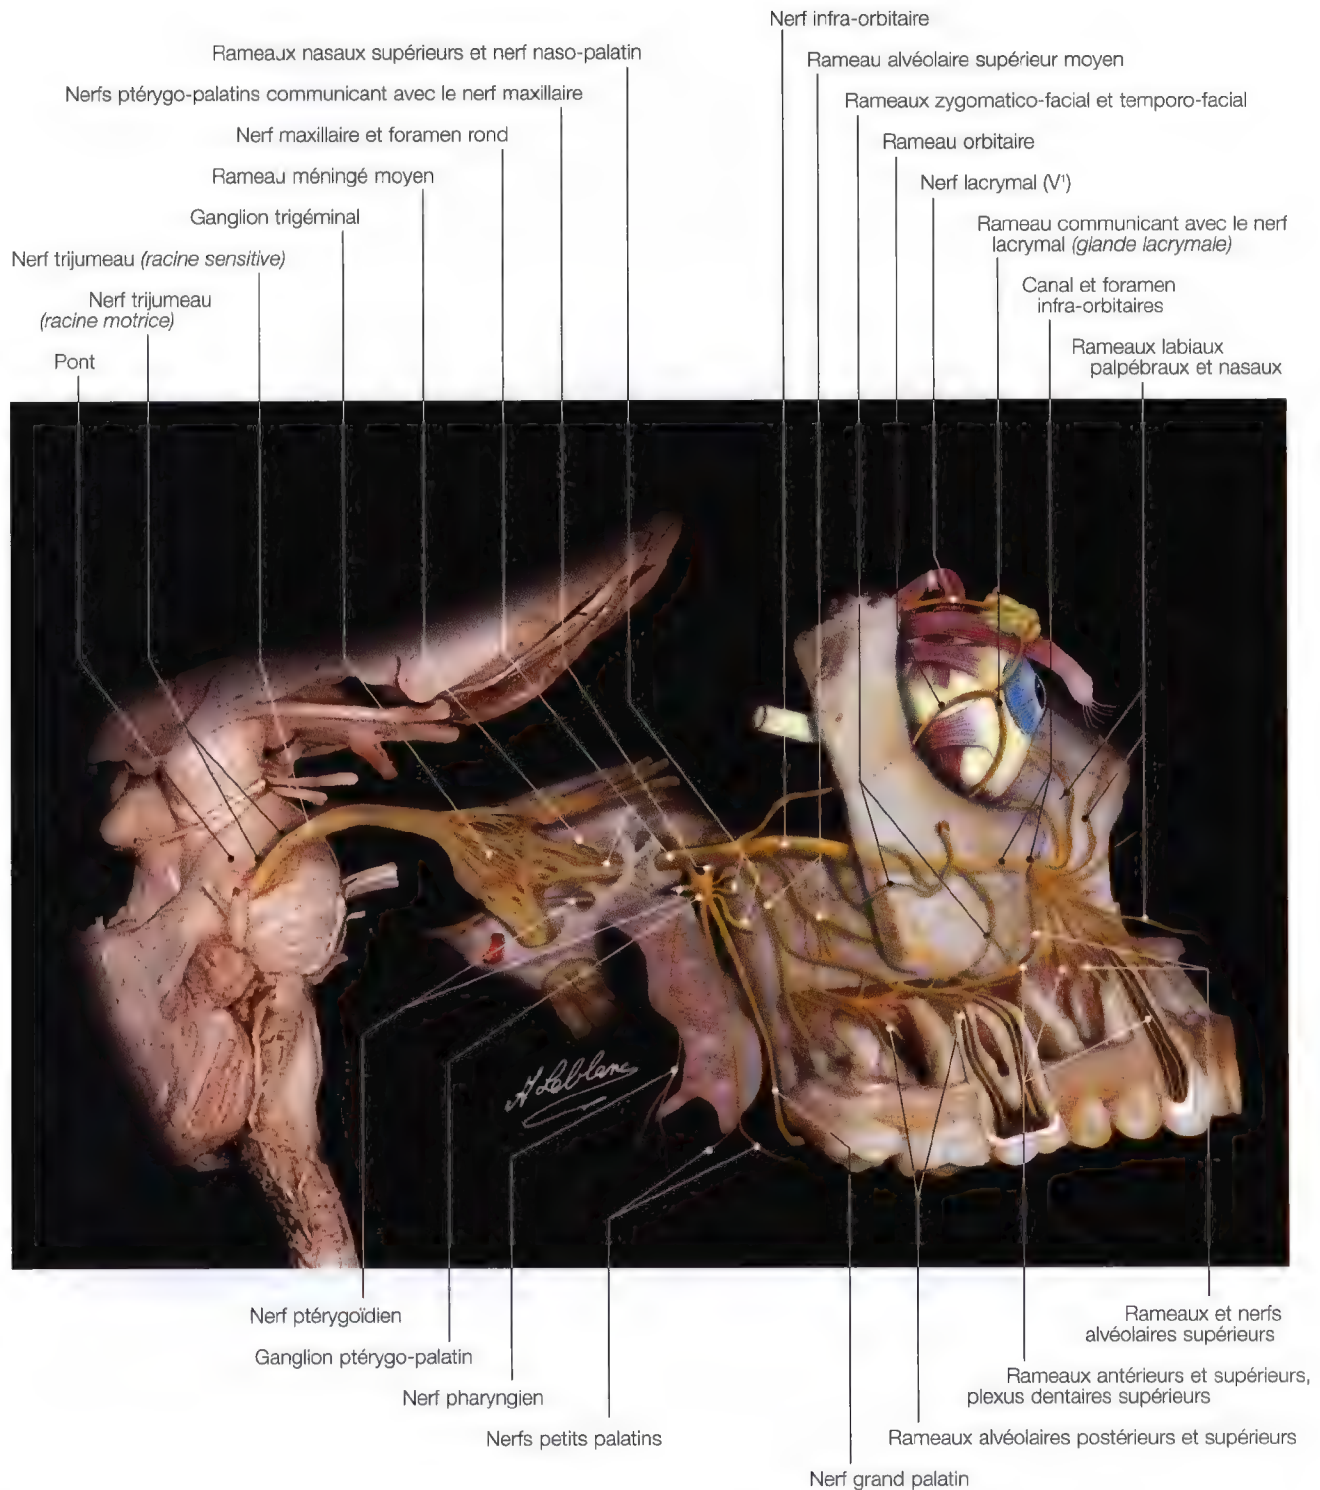 Nerf infra-orbitaire
Rameaux nasaux supérieurs et nerf naso-palatin
Rameau alvéolaire supérieur moyen
Nerfs ptérygo-palatins communicant avec le nerf maxillaire
Rameaux zygomatico-facial et temporo-facial
Nerf maxillaire et foramen rond
Rameau orbitaire
Rameau méningé moyen
Nerf lacrymal (V¹)
Ganglion trigéminal
Rameau communicant avec le nerf
lacrymal (glande lacrymale)
Nerf trijumeau (racine sensitive)
Canal et foramen
infra-orbitaires
Nerf trijumeau
(racine motrice)
Rameaux labiaux
palpébraux et nasaux
Pont
A Leblanc
Nerf ptérygoïdien
Rameaux et nerfs
alvéolaires supérieurs
Ganglion ptérygo-palatin
Rameaux antérieurs et supérieurs,
plexus dentaires supérieurs
Nerf pharyngien
Nerfs petits palatins
Rameaux alvéolaires postérieurs et supérieurs
Nerf grand palatin